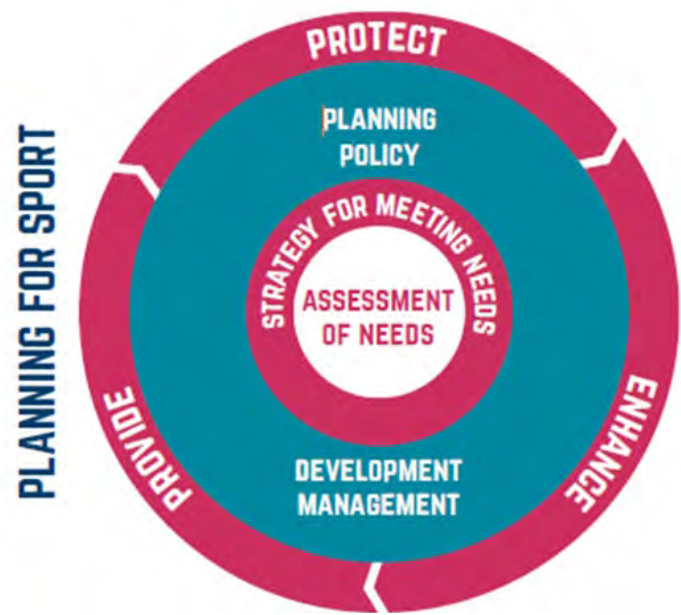 PLANNING FOR SPORT
PROTECT
PLANNING
POLICY
STRATEGY FOR MEETING NEEDS
ASSESSMENT
OF NEEDS
PROVIDE
ENHANCE
DEVELOPMENT
MANAGEMENT